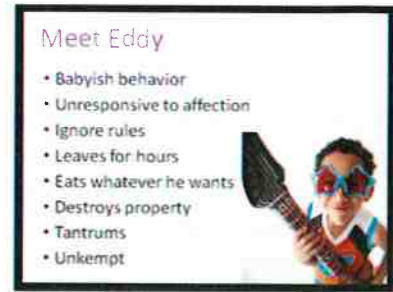 Meet Eddy
• Babyish behavior
• Unresponsive to affection
• Ignore rules
• Leaves for hours
• Eats whatever he wants
• Destroys property
• Tantrums
• Unkempt